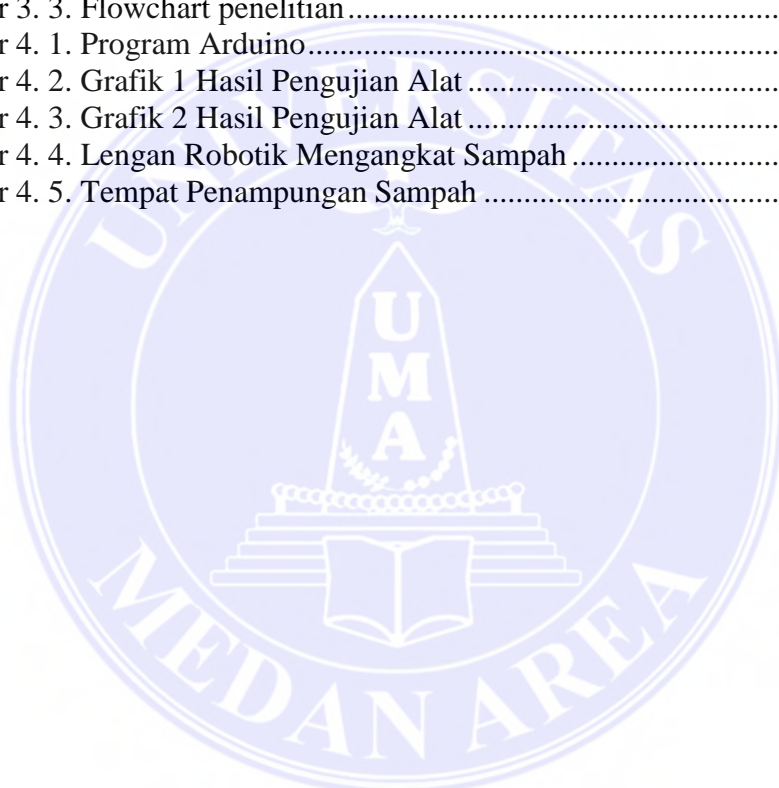 r 3. 3. Flowchart penelitian
r 4. 1. Program Arduino
r 4. 2. Grafik 1 Hasil Pengujian Alat
r 4. 3. Grafik 2 Hasil Pengujian Alat
r 4. 4. Lengan Robotik Mengangkat Sampah
r 4. 5. Tempat Penampungan Sampah
UNIVERSITAS
U
M
A
MEDAN AREA